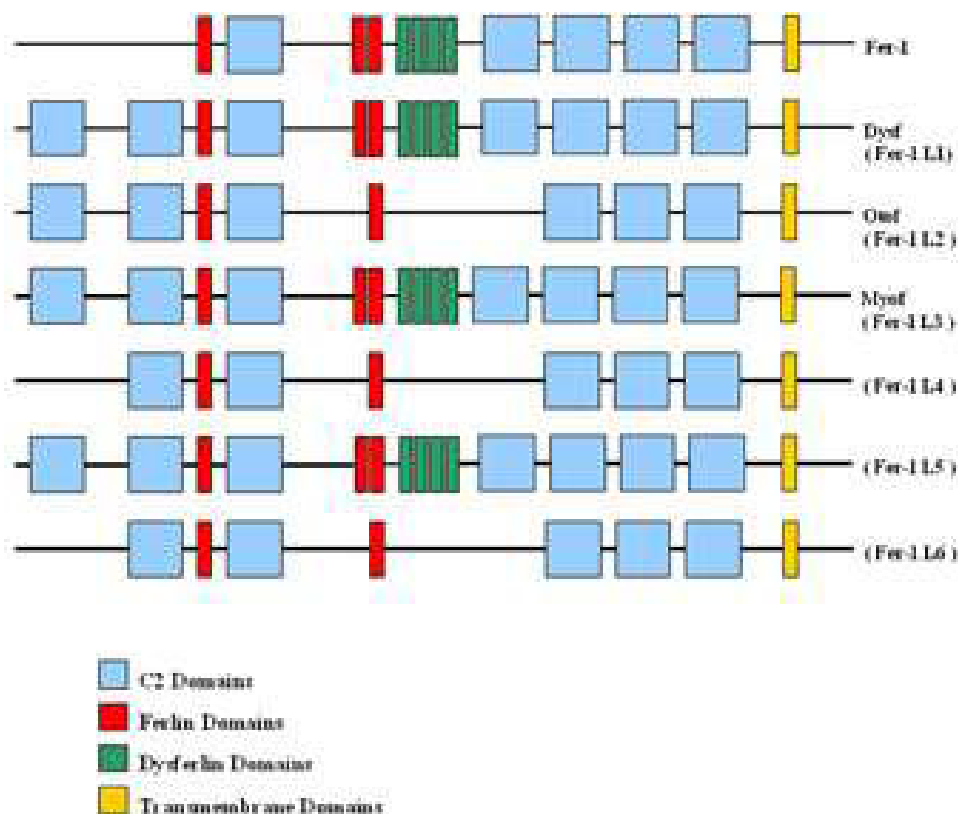 Fer-1
Dysf
(Fer-1 L1)
Otof
(Fer-1 L2 )
Myof
(Fer-1 L3 )
(Fer-1 L4 )
(Fer-1 L5 )
(Fer-1 L6 )
C2 Domains
Ferlin Domains
Dysferlin Domains
Transmembrane Domains